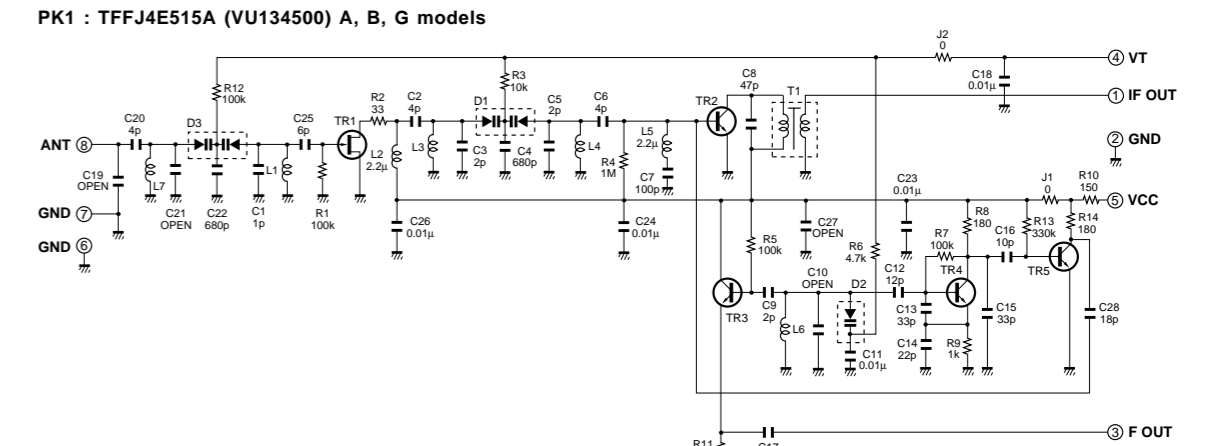 PK1 : TFFJ4E515A (VU134500) A, B, G models
J2
0
④ VT
C18
0.01µ
R12
100k
R3
10k
C8
47p
T1
① IF OUT
R2
33
C2
4p
D1
C5
2p
C6
4p
TR2
C20
4p
D3
C25
6p
TR1
ANT ⑧
L5
2.2µ
② GND
L2
2.2µ
L3
C3
2p
C4
680p
L4
R4
1M
C7
100p
C19
OPEN
L7
L1
C23
0.01µ
J1
0
R10
150
GND ⑦
C21
OPEN
C22
680p
C1
1p
R1
100k
⑤ VCC
C26
0.01µ
C24
0.01µ
R5
100k
C27
OPEN
R6
4.7k
R8
180
R13
330k
R14
180
R7
100k
C16
10p
GND ⑥
C10
OPEN
D2
C12
12p
TR4
TR5
TR3
C9
2p
L6
C13
33p
C15
33p
C28
18p
C14
22p
R9
1k
C11
0.01µ
③ F OUT
R11
C17